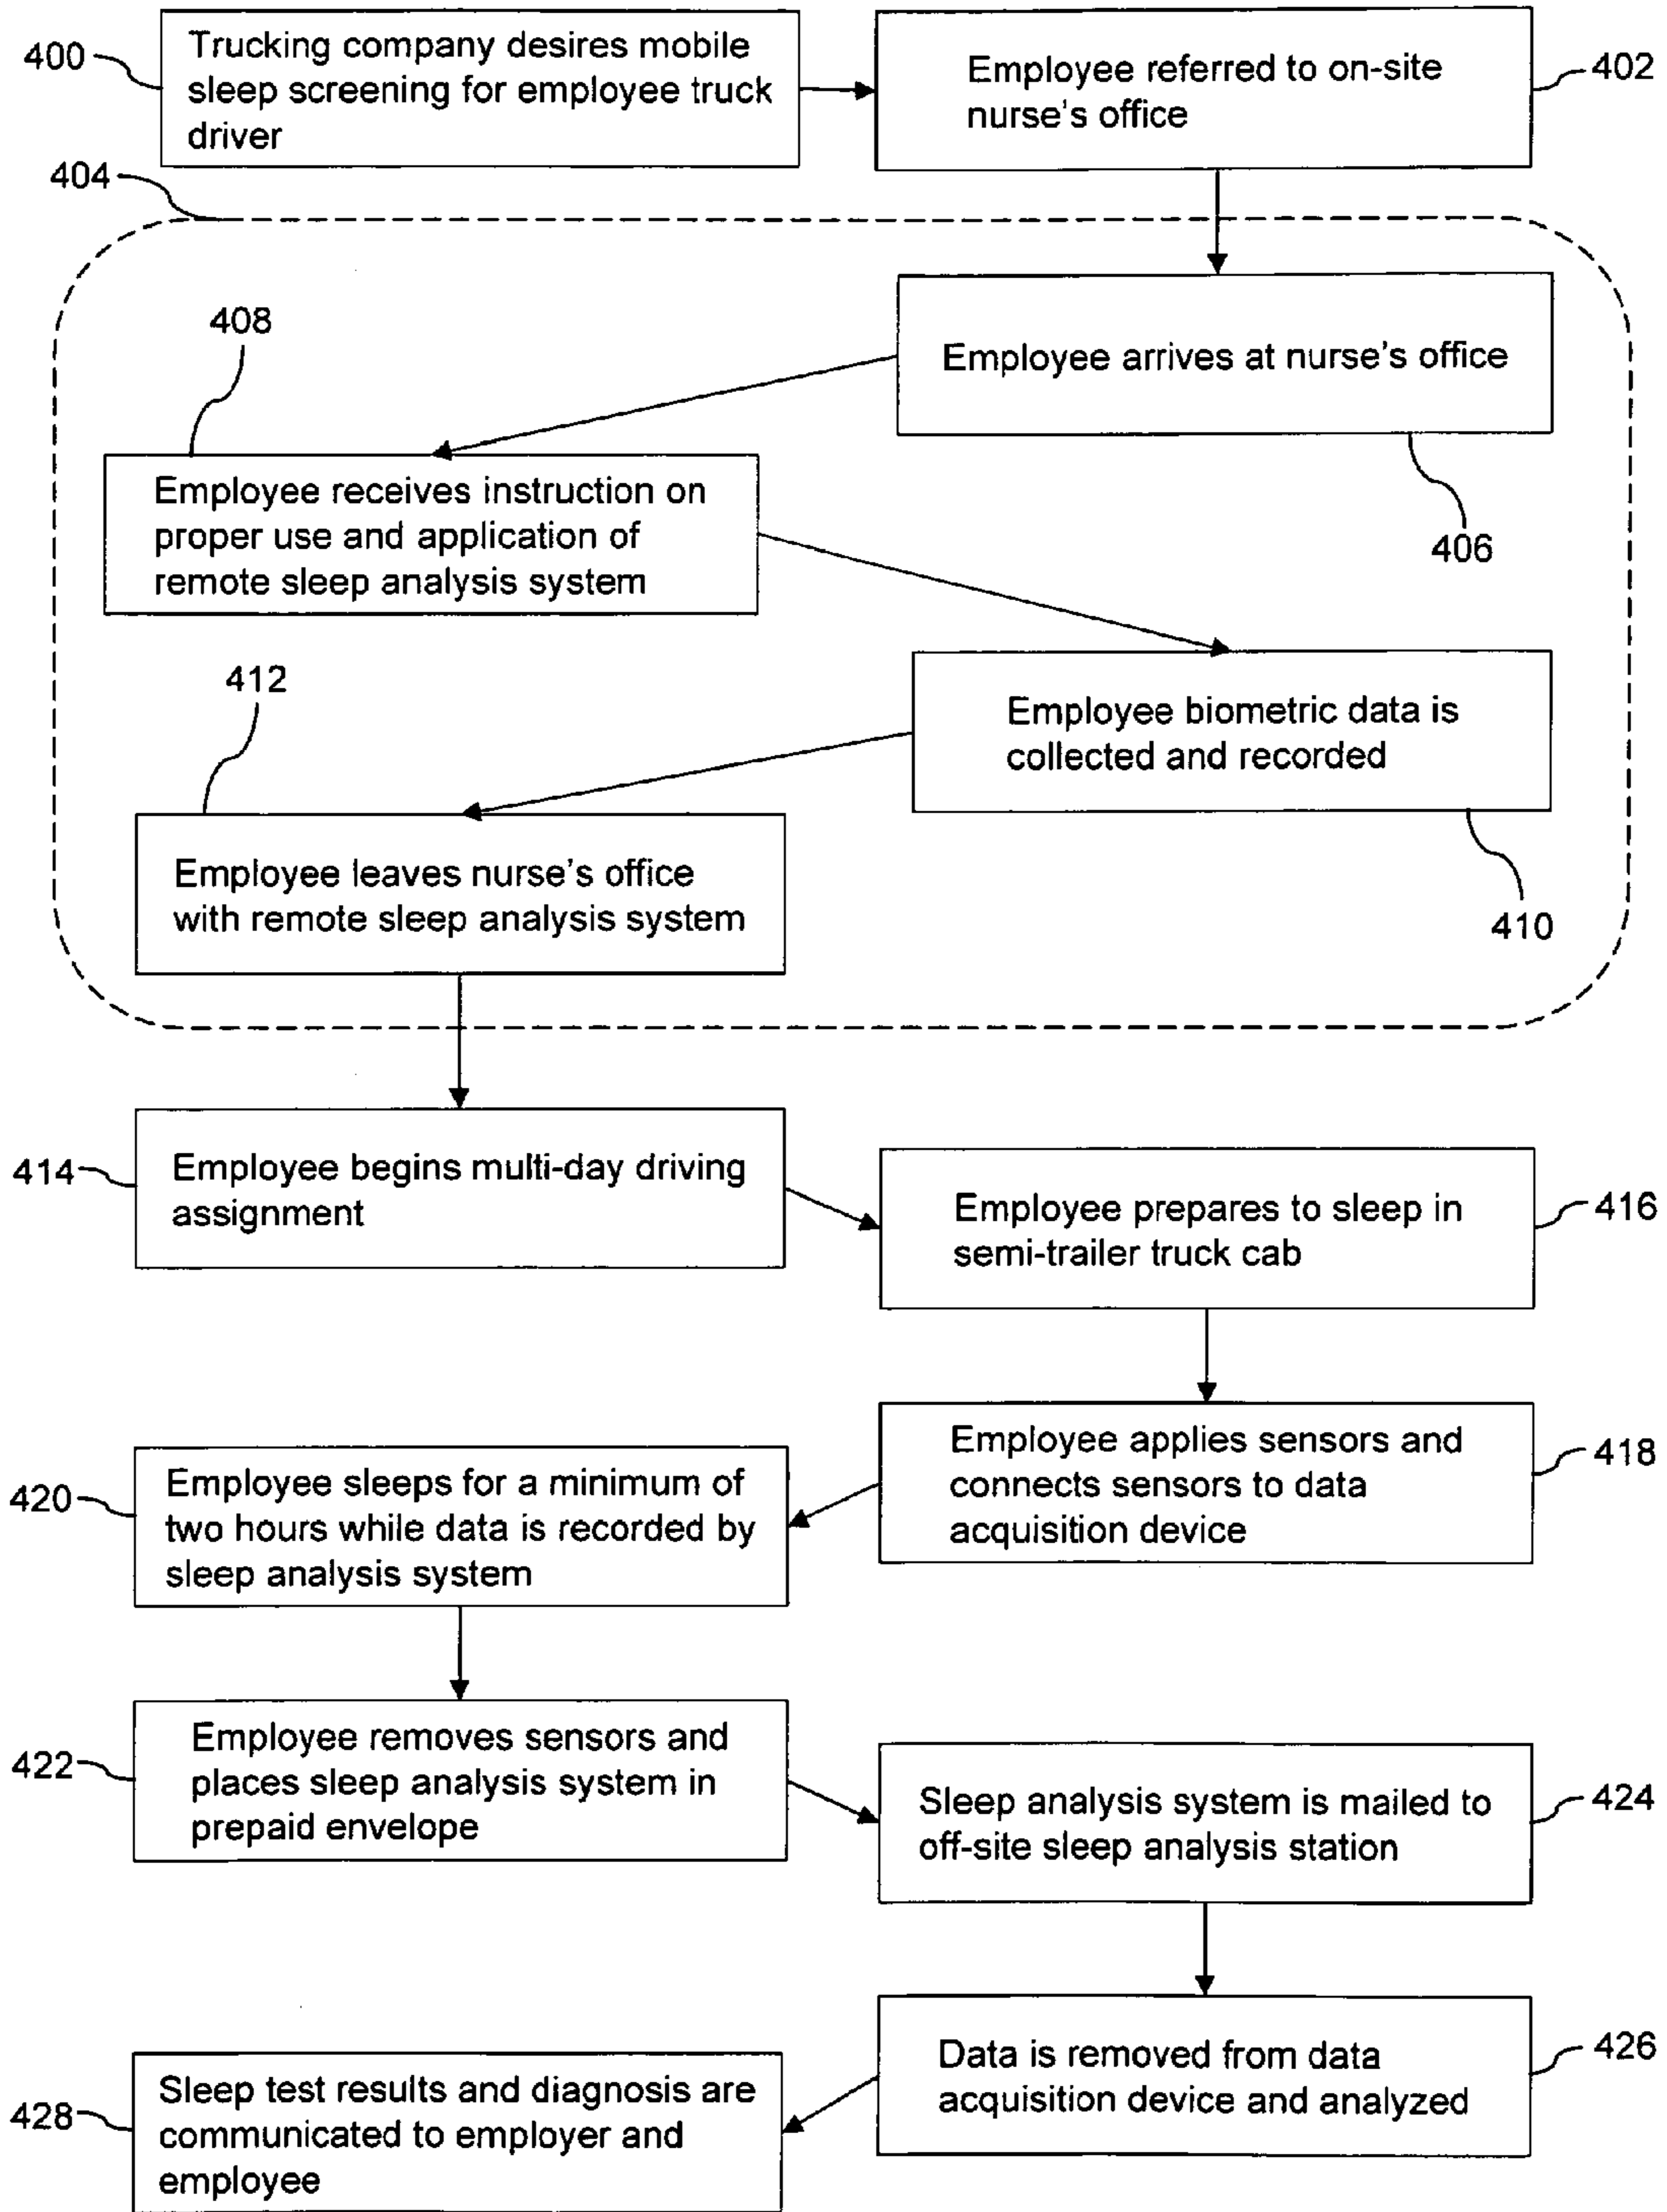 400
Trucking company desires mobile
sleep screening for employee truck
driver
Employee referred to on-site
nurse's office
402
404
Employee arrives at nurse's office
406
408
Employee receives instruction on
proper use and application of
remote sleep analysis system
Employee biometric data is
collected and recorded
410
412
Employee leaves nurse's office
with remote sleep analysis system
414
Employee begins multi-day driving
assignment
Employee prepares to sleep in
semi-trailer truck cab
416
Employee applies sensors and
connects sensors to data
acquisition device
418
420
Employee sleeps for a minimum of
two hours while data is recorded by
sleep analysis system
422
Employee removes sensors and
places sleep analysis system in
prepaid envelope
Sleep analysis system is mailed to
off-site sleep analysis station
424
Data is removed from data
acquisition device and analyzed
426
428
Sleep test results and diagnosis are
communicated to employer and
employee